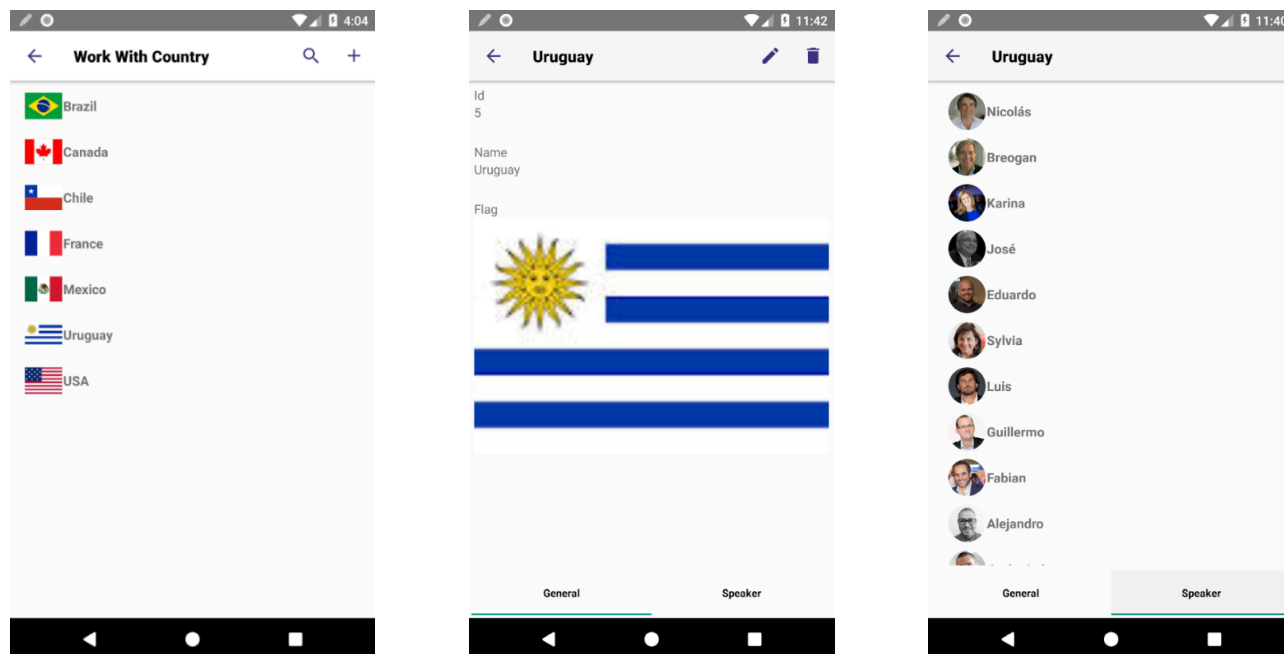 4:04
Work With Country
Brazil
Canada
Chile
France
Mexico
Uruguay
USA
11:42
Uruguay
Id
5
Name
Uruguay
Flag
General Speaker
11:40
Uruguay
Nicolás
Breogan
Karina
José
Eduardo
Sylvia
Luis
Guillermo
Fabian
Alejandro
General Speaker